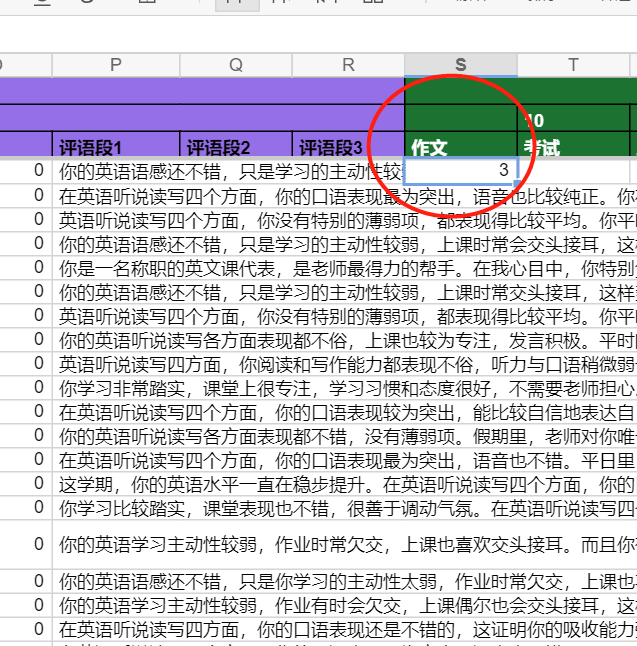 P Q R S T
10
评语段1 评语段2 评语段3 作文 考试
0 你的英语语感还不错，只是学习的主动性较 3
0 在英语听说读写四个方面，你的口语表现最为突出，语音也比较纯正。你
0 英语听说读写四个方面，你没有特别的薄弱项，都表现得比较平均。你平
0 你的英语语感还不错，只是学习的主动性较弱，上课时常会交头接耳，这
0 你是一名称职的英文课代表，是老师最得力的帮手。在我心目中，你特别
0 你的英语语感还不错，只是学习的主动性较弱，上课时常交头接耳，这样
0 英语听说读写四个方面，你没有特别的薄弱项，都表现得比较平均。你平
0 你的英语听说读写各方面表现都不俗，上课也较为专注，发言积极。平时
0 英语听说读写四方面，你阅读和写作能力都表现不俗，听力与口语稍微弱
0 你学习非常踏实，课堂上很专注，学习习惯和态度很好，不需要老师担心
0 在英语听说读写四个方面，你的口语表现较为突出，能比较自信地表达自
0 你的英语听说读写各方面表现都不错，没有薄弱项。假期里，老师对你唯
0 在英语听说读写四个方面，你的口语表现最为突出，语音也不错。平日里
0 这学期，你的英语水平一直在稳步提升。在英语听说读写四个方面，你的
0 你学习比较踏实，课堂表现也不错，很善于调动气氛。在英语听说读写四
0 你的英语学习主动性较弱，作业时常欠交，上课也喜欢交头接耳。而且你
0 你的英语语感还不错，只是你学习的主动性太弱，作业时常欠交，上课也
0 你的英语学习主动性较弱，作业有时会欠交，上课偶尔也会交头接耳，这
0 在英语听说读写四方面，你的口语表现还是不错的，这证明你的吸收能力